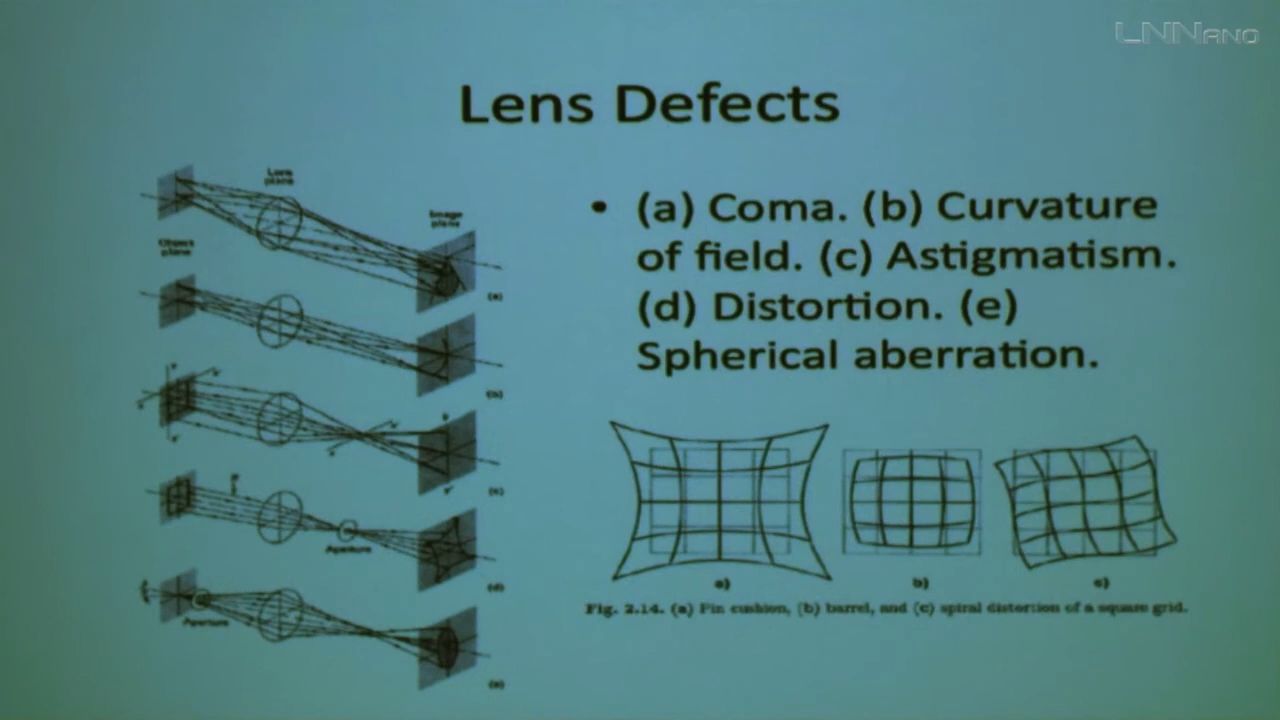 LNNANO
Lens Defects
Lens
plane
Image
plane
Object
plane
(a)
(b)
(c)
Aperture
(d)
Aperture
(e)
• (a) Coma. (b) Curvature
of field. (c) Astigmatism.
(d) Distortion. (e)
Spherical aberration.
a) b) c)
Fig. 2.14. (a) Pin cushion, (b) barrel, and (c) spiral distortion of a square grid.